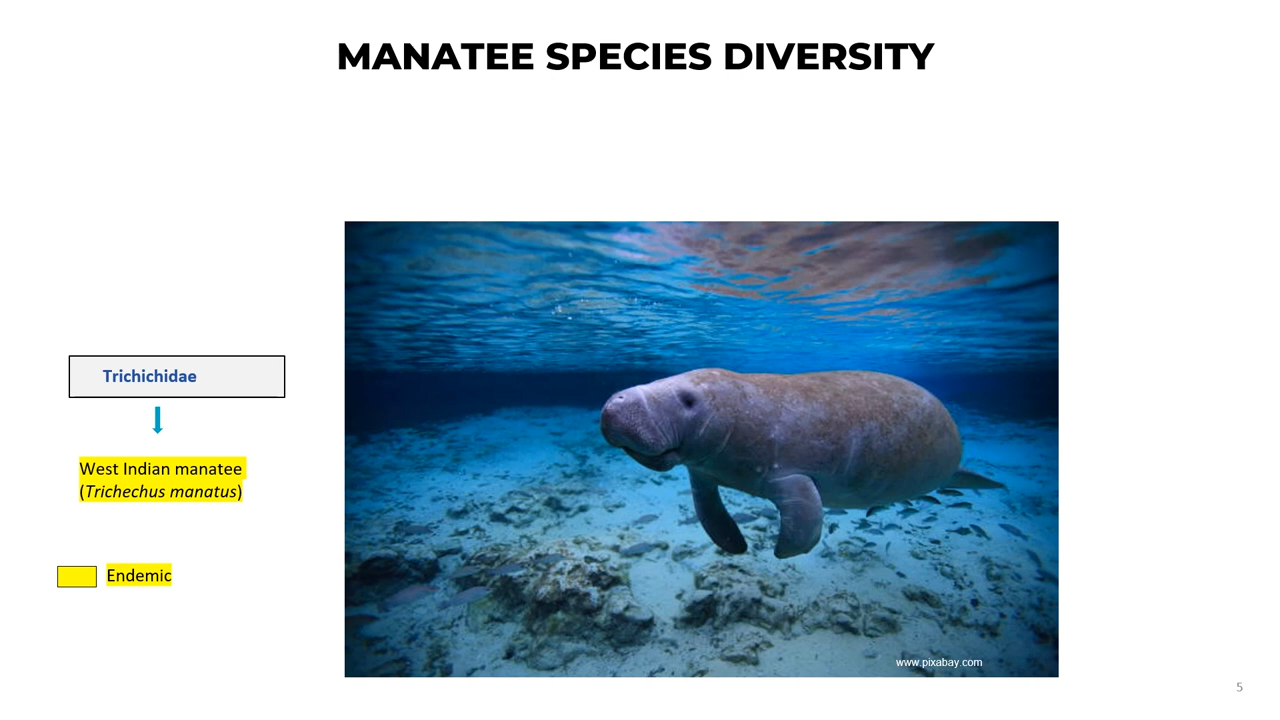 MANATEE SPECIES DIVERSITY
Trichichidae
West Indian manatee
(Trichechus manatus)
Endemic
www.pixabay.com
5